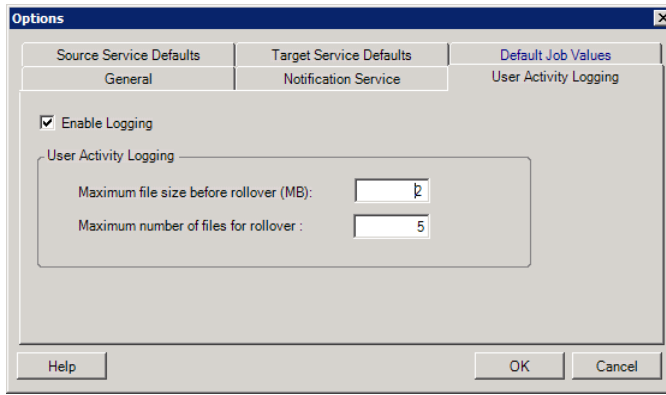 Options
Source Service Defaults Target Service Defaults Default Job Values
General Notification Service User Activity Logging
Enable Logging
User Activity Logging
Maximum file size before rollover (MB): 2
Maximum number of files for rollover : 5
Help OK Cancel